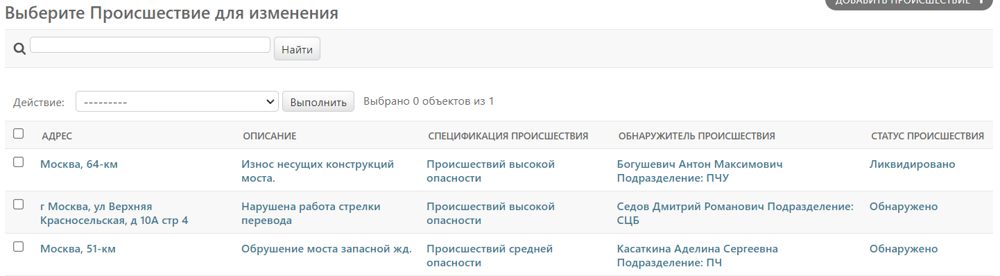 ДОБАВИТЬ ПРОИСШЕСТВИЕ
Выберите Происшествие для изменения
Найти
Действие: --------- Выполнить Выбрано 0 объектов из 1
АДРЕС ОПИСАНИЕ СПЕЦИФИКАЦИЯ ПРОИСШЕСТВИЯ ОБНАРУЖИТЕЛЬ ПРОИСШЕСТВИЯ СТАТУС ПРОИСШЕСТВИЯ
Москва, 64-км Износ несущих конструкций Происшествий высокой Богушевич Антон Максимович Ликвидировано
моста. опасности Подразделение: ПЧУ
г Москва, ул Верхняя Нарушена работа стрелки Происшествий высокой Седов Дмитрий Романович Подразделение: Обнаружено
Красносельская, д 10А стр 4 перевода опасности СЦБ
Москва, 51-км Обрушение моста запасной жд. Происшествий средней Касаткина Аделина Сергеевна Обнаружено
опасности Подразделение: ПЧ